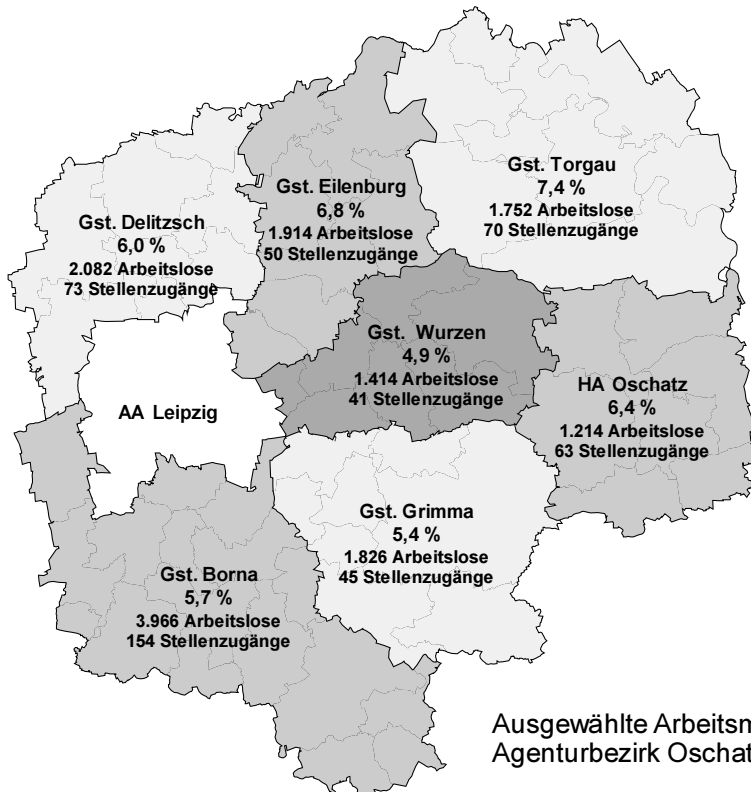 Gst. Torgau
7,4 %
1.752 Arbeitslose
70 Stellenzugänge
Gst. Eilenburg
6,8 %
1.914 Arbeitslose
50 Stellenzugänge
Gst. Delitzsch
6,0 %
2.082 Arbeitslose
73 Stellenzugänge
Gst. Wurzen
4,9 %
1.414 Arbeitslose
41 Stellenzugänge
HA Oschatz
6,4 %
1.214 Arbeitslose
63 Stellenzugänge
AA Leipzig
Gst. Grimma
5,4 %
1.826 Arbeitslose
45 Stellenzugänge
Gst. Borna
5,7 %
3.966 Arbeitslose
154 Stellenzugänge
Ausgewählte
Agenturbezirk